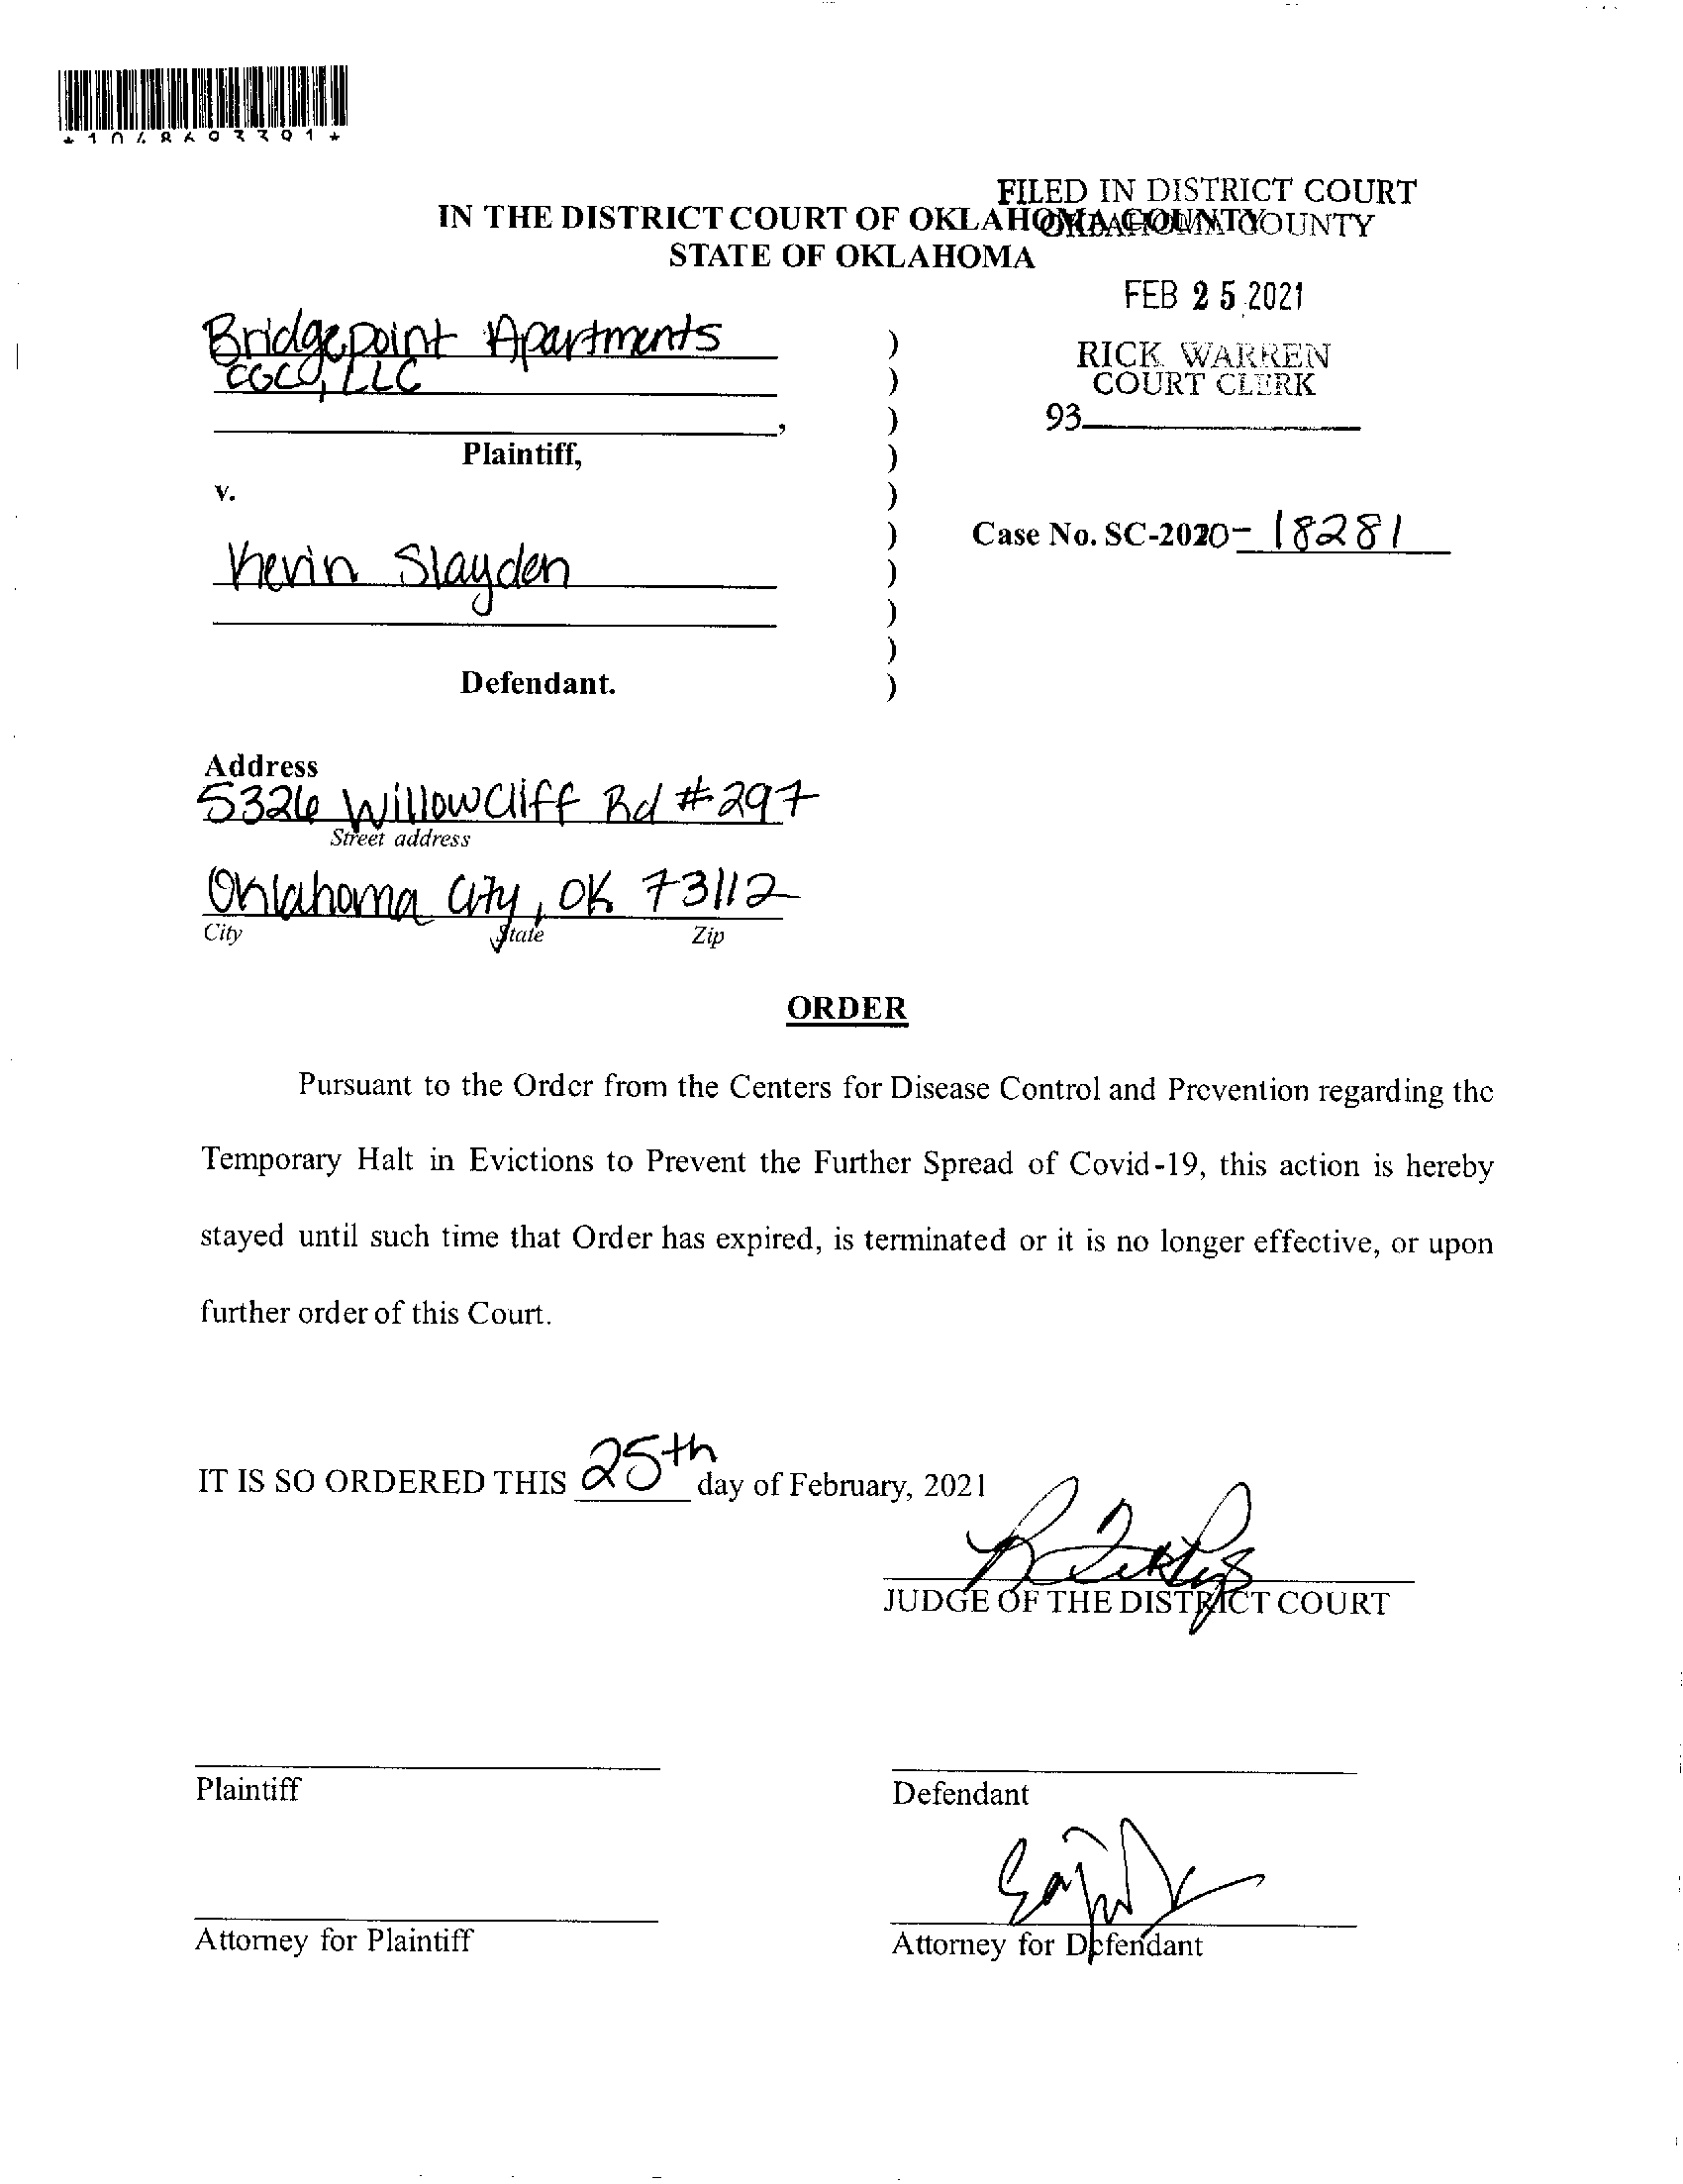 FILED IN DISTRICT COURT
OKLAHOMA COUNTY
IN THE DISTRICT COURT OF OKLAHOMA COUNTY
STATE OF OKLAHOMA
FEB 25 2021
RICK WARREN
COURT CLERK
93
Bridgepoint Apartments
CGCO, LLC
,
Plaintiff,
v.
Case No. SC-2020- 18281
Kevin Slayden
Defendant.
Address
5326 Willow Cliff Rd #297
Street address
Oklahoma City, OK 73112
City State Zip
ORDER
Pursuant to the Order from the Centers for Disease Control and Prevention regarding the
Temporary Halt in Evictions to Prevent the Further Spread of Covid-19, this action is hereby
stayed until such time that Order has expired, is terminated or it is no longer effective, or upon
further order of this Court.
IT IS SO ORDERED THIS 25th day of February, 2021
JUDGE OF THE DISTRICT COURT
Plaintiff
Defendant
Attorney for Plaintiff
Attorney for Defendant